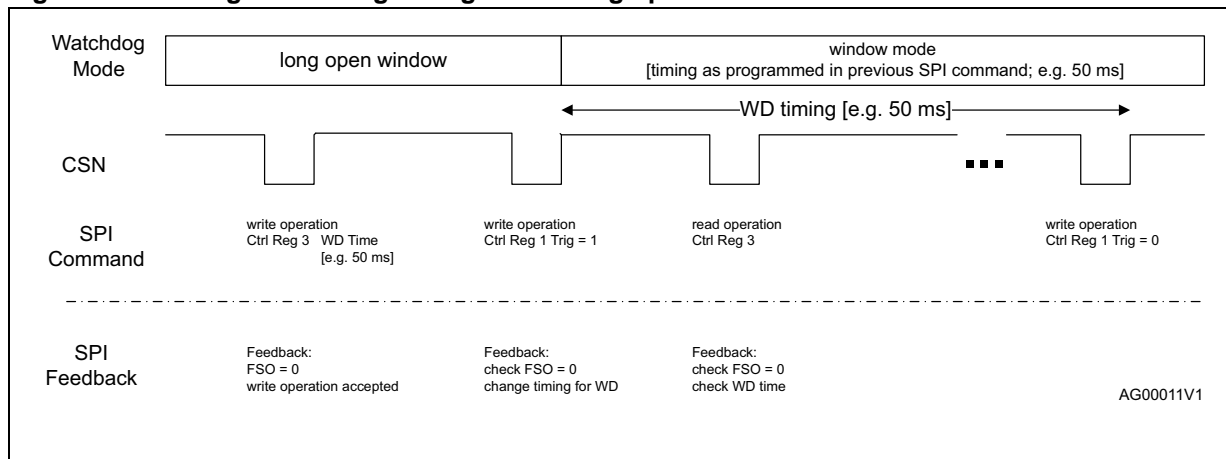 Watchdog
Mode
long open window
window mode
[timing as programmed in previous SPI command; e.g. 50 ms]
WD timing [e.g. 50 ms]
CSN
SPI
Command
write operation
Ctrl Reg 3 WD Time
[e.g. 50 ms]
write operation
Ctrl Reg 1 Trig = 1
read operation
Ctrl Reg 3
write operation
Ctrl Reg 1 Trig = 0
SPI
Feedback
Feedback:
FSO = 0
write operation accepted
Feedback:
check FSO = 0
change timing for WD
Feedback:
check FSO = 0
check WD time
AG00011V1